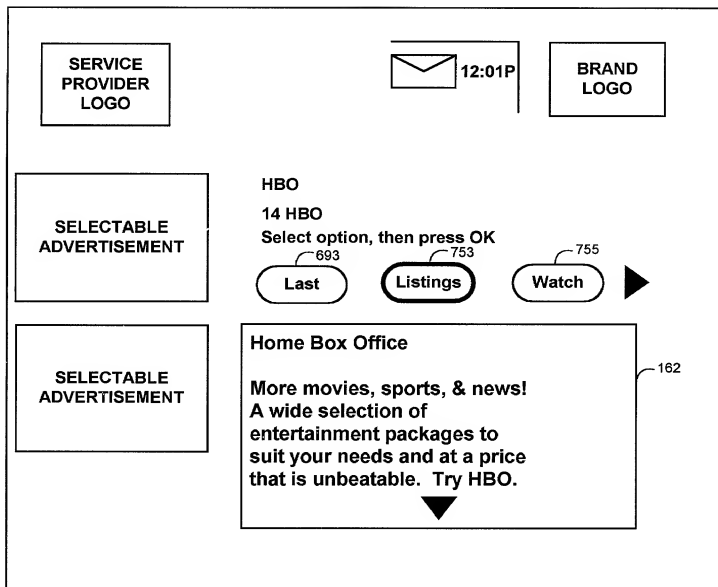 SERVICE
PROVIDER
LOGO
12:01P
BRAND
LOGO
SELECTABLE
ADVERTISEMENT
HBO
14 HBO
Select option, then press OK
693
753
755
Last
Listings
Watch
SELECTABLE
ADVERTISEMENT
Home Box Office
More movies, sports, & news!
A wide selection of
entertainment packages to
suit your needs and at a price
that is unbeatable. Try HBO.
162